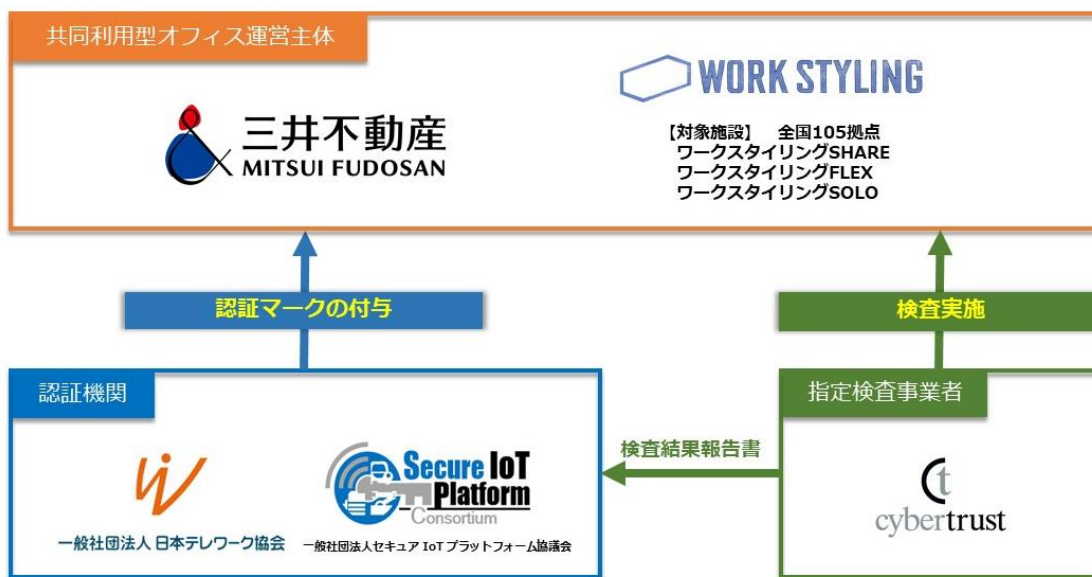 共同利用型オフィス運営主体
三井不動産
MITSUI FUDOSAN
WORK STYLING
【対象施設】　全国105拠点
ワークスタイリングSHARE
ワークスタイリングFLEX
ワークスタイリングSOLO
認証マークの付与
検査実施
認証機関
一般社団法人 日本テレワーク協会
Secure IoT
Platform
Consortium
一般社団法人セキュア IoT プラットフォーム協議会
検査結果報告書
指定検査事業者
ct
cybertrust